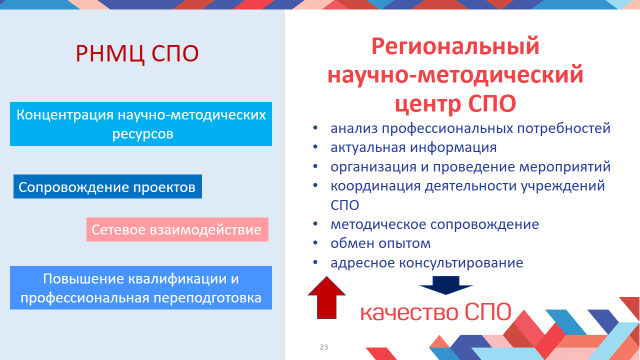 РНМЦ СПО
Концентрация научно-методических
ресурсов
Сопровождение проектов
Сетевое взаимодействие
Повышение квалификации и
профессиональная переподготовка
Региональный
научно-методический
центр СПО
• анализ профессиональных потребностей
• актуальная информация
• организация и проведение мероприятий
• координация деятельности учреждений
СПО
• методическое сопровождение
• обмен опытом
• адресное консультирование
качество СПО
23